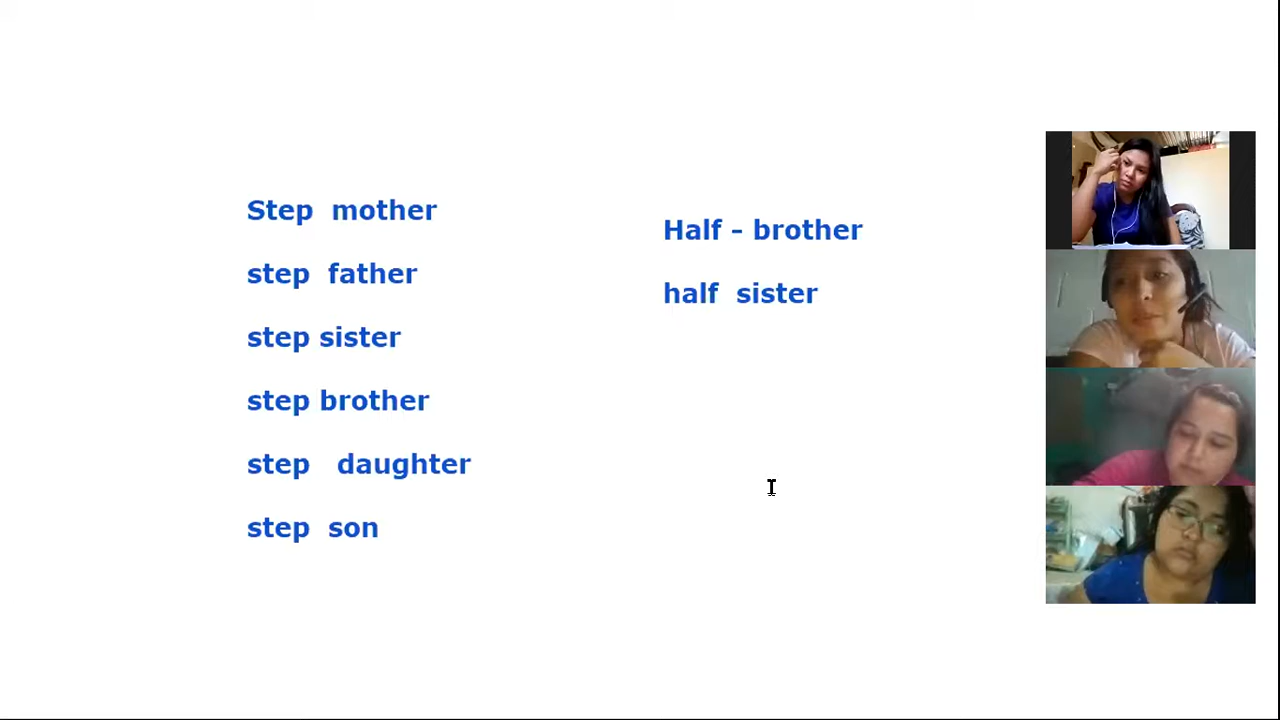 Step mother
step father
step sister
step brother
step daughter
step son
Half - brother
half sister